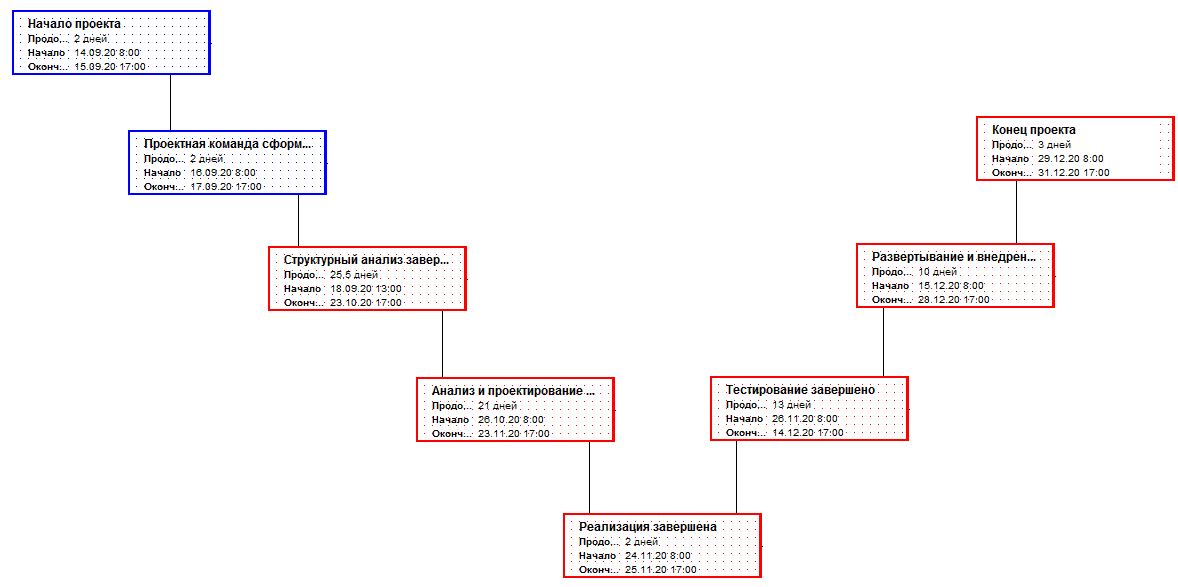 Начало проекта
Продо,.. 2 дней
Начало 14.09.20 8:00
Оконч:.. 15.09.20 17:00
Проектная команда сформ...
Продо,.. 2 дней
Начало 16.09.20 8:00
Оконч:.. 17.09.20 17:00
Структурный анализ завер...
Продо,.. 25,5 дней
Начало 18.09.20 13:00
Оконч:.. 23.10.20 17:00
Анализ и проектирование ...
Продо,.. 21 дней
Начало 26.10.20 8:00
Оконч:.. 23.11.20 17:00
Реализация завершена
Продо,.. 2 дней
Начало 24.11.20 8:00
Оконч:.. 25.11.20 17:00
Тестирование завершено
Продо,.. 13 дней
Начало 26.11.20 8:00
Оконч:.. 14.12.20 17:00
Развертывание и внедрен...
Продо,.. 10 дней
Начало 15.12.20 8:00
Оконч:.. 28.12.20 17:00
Конец проекта
Продо,.. 3 дней
Начало 29.12.20 8:00
Оконч:.. 31.12.20 17:00